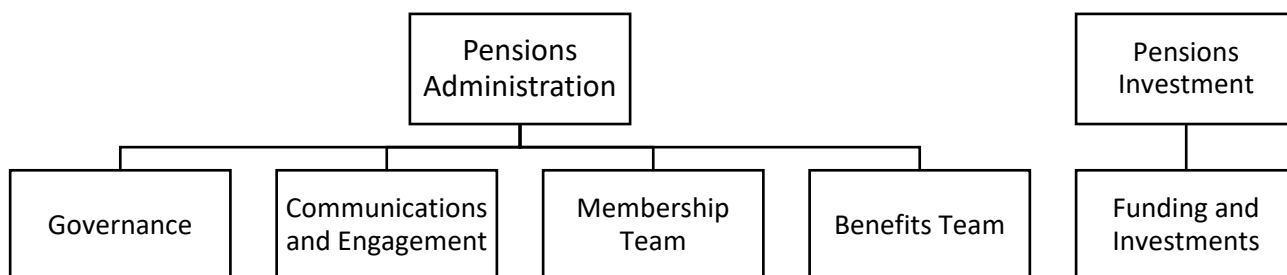 Pensions
Administration
Pensions
Investment
Governance
Communications
and Engagement
Membership
Team
Benefits Team
Funding and
Investments